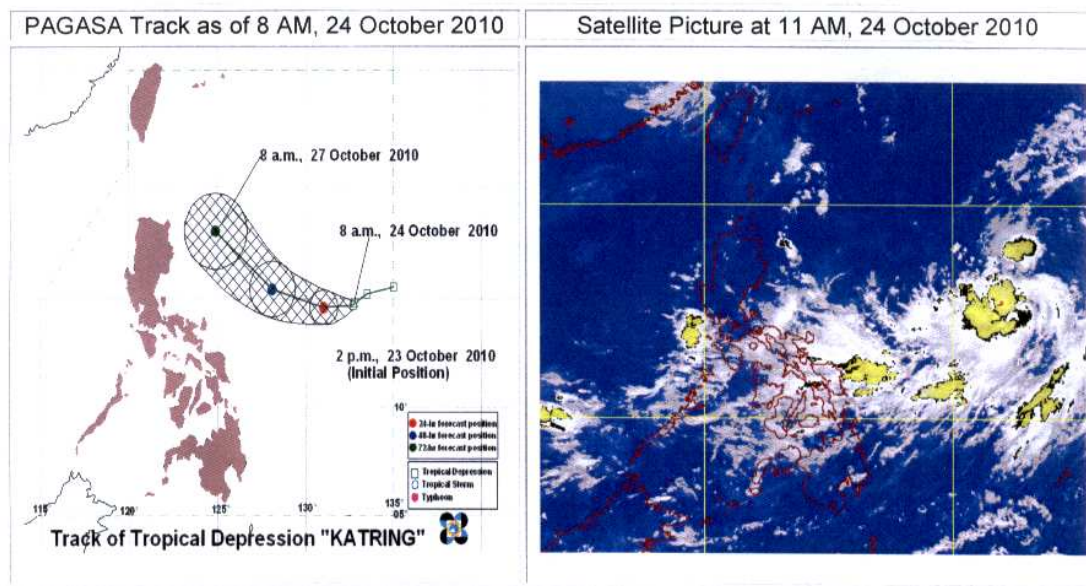 PAGASA Track as of 8 AM, 24 October 2010
Satellite Picture at 11 AM, 24 October 2010
8 a.m., 27 October 2010
8 a.m., 24 October 2010
2 p.m., 23 October 2010
(Initial Position)
10
24-hr forecast position
48-hr forecast position
72-hr forecast position
Tropical Depression
Tropical Storm
Typhoon
115
120
125
130
135
05
Track of Tropical Depression "KATRING"